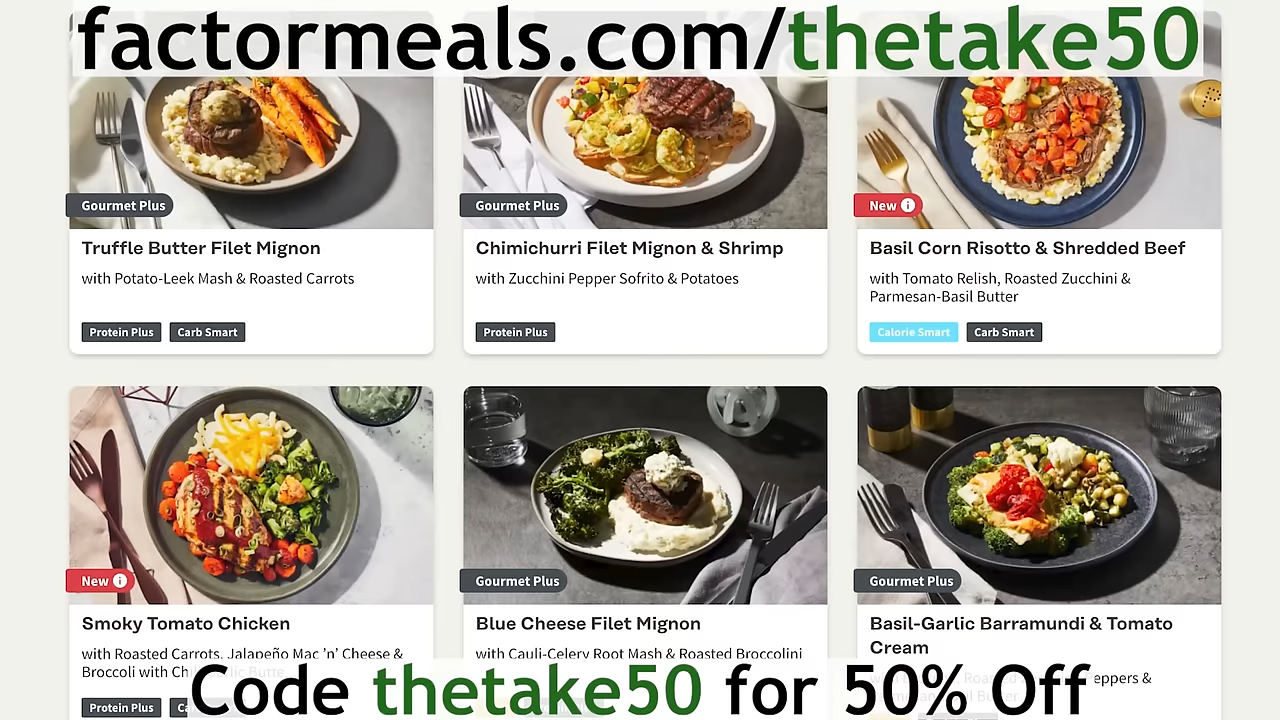 factormeals.com/thetake50
Gourmet Plus
Truffle Butter Filet Mignon
with Potato-Leek Mash & Roasted Carrots
Protein Plus Carb Smart
Gourmet Plus
Chimichurri Filet Mignon & Shrimp
with Zucchini Pepper Sofrito & Potatoes
Protein Plus
New
Basil Corn Risotto & Shredded Beef
with Tomato Relish, Roasted Zucchini &
Parmesan-Basil Butter
Calorie Smart Carb Smart
New
Smoky Tomato Chicken
with Roasted Carrots, Jalapeño Mac ’n’ Cheese &
Broccoli with
Protein Plus
Gourmet Plus
Blue Cheese Filet Mignon
with Cauli-Celery Root Mash & Roasted Broccolini
Gourmet Plus
Basil-Garlic Barramundi & Tomato
Cream
eppers &
Code thetake50 for 50% Off